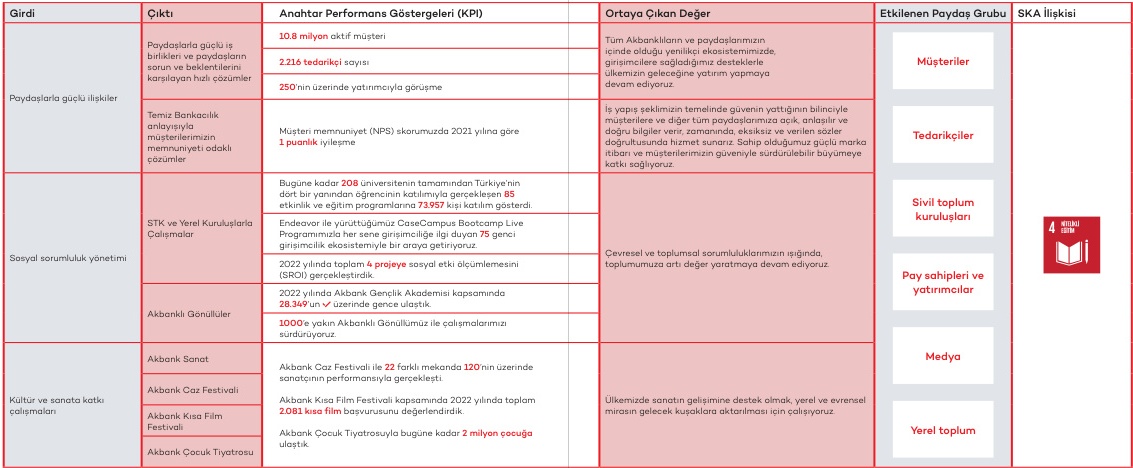 Girdi
Çıktı
Anahtar Performans Göstergeleri (KPI)
Ortaya Çıkan Değer
Etkilenen Paydaş Grubu
SKA İlişkisi
Paydaşlarla güçlü ilişkiler
Paydaşlarla güçlü iş
birlikleri ve paydaşların
sorun ve beklentilerini
karşılayan hızlı çözümler
10.8 milyon aktif müşteri
2.216 tedarikçi sayısı
250'nin üzerinde yatırımcıyla görüşme
Tüm Akbanklıların ve paydaşlarımızın
içinde olduğu yenilikçi ekosistemimizde,
girişimcilere sağladığımız desteklerle
ülkemizin geleceğine yatırım yapmaya
devam ediyoruz.
Temiz Bankacılık
anlayışıyla
müşterilerimizin
memnuniyeti odaklı
çözümler
Müşteri memnuniyet (NPS) skorumuzda 2021 yılına göre
1 puanlık iyileşme
İş yapış şeklimizin temelinde güvenin yattığının bilinciyle
müşterilere ve diğer tüm paydaşlarımıza açık, anlaşılır ve
doğru bilgiler verir, zamanında, eksiksiz ve verilen sözler
doğrultusunda hizmet sunarız. Sahip olduğumuz güçlü marka
itibarı ve müşterilerimizin güveniyle sürdürülebilir büyümeye
katkı sağlıyoruz.
Sosyal sorumluluk yönetimi
STK ve Yerel Kuruluşlarla
Çalışmalar
Bugüne kadar 208 üniversitenin tamamından Türkiye'nin
dört bir yanından öğrencinin katılımıyla gerçekleşen 85
etkinlik ve eğitim programlarına 73.957 kişi katılım gösterdi.
Endeavor ile yürüttüğümüz CaseCampus Bootcamp Live
Programımızla her sene girişimciliğe ilgi duyan 75 genci
girişimcilik ekosistemiyle bir araya getiriyoruz.
2022 yılında toplam 4 projeye sosyal etki ölçümlemesini
(SROI) gerçekleştirdik.
Akbanklı Gönüllüler
2022 yılında Akbank Gençlik Akademisi kapsamında
28.349'un ✓ üzerinde gence ulaştık.
1000'e yakın Akbanklı Gönüllümüz ile çalışmalarımızı
sürdürüyoruz.
Çevresel ve toplumsal sorumluluklarımızın ışığında,
toplumumuza artı değer yaratmaya devam ediyoruz.
Kültür ve sanata katkı
çalışmaları
Akbank Sanat
Akbank Caz Festivali
Akbank Kısa Film
Festivali
Akbank Çocuk Tiyatrosu
Akbank Caz Festivali ile 22 farklı mekanda 120'nin üzerinde
sanatçının performansıyla gerçekleşti.
Akbank Kısa Film Festivali kapsamında 2022 yılında toplam
2.081 kısa film başvurusunu değerlendirdik.
Akbank Çocuk Tiyatrosuyla bugüne kadar 2 milyon çocuğa
ulaştık.
Ülkemizde sanatın gelişimine destek olmak, yerel ve evrensel
mirasın gelecek kuşaklara aktarılması için çalışıyoruz.
Müşteriler
Tedarikçiler
Sivil toplum
kuruluşları
Pay sahipleri ve
yatırımcılar
Medya
Yerel toplum
4 NİTELİKLİ
EĞİTİM